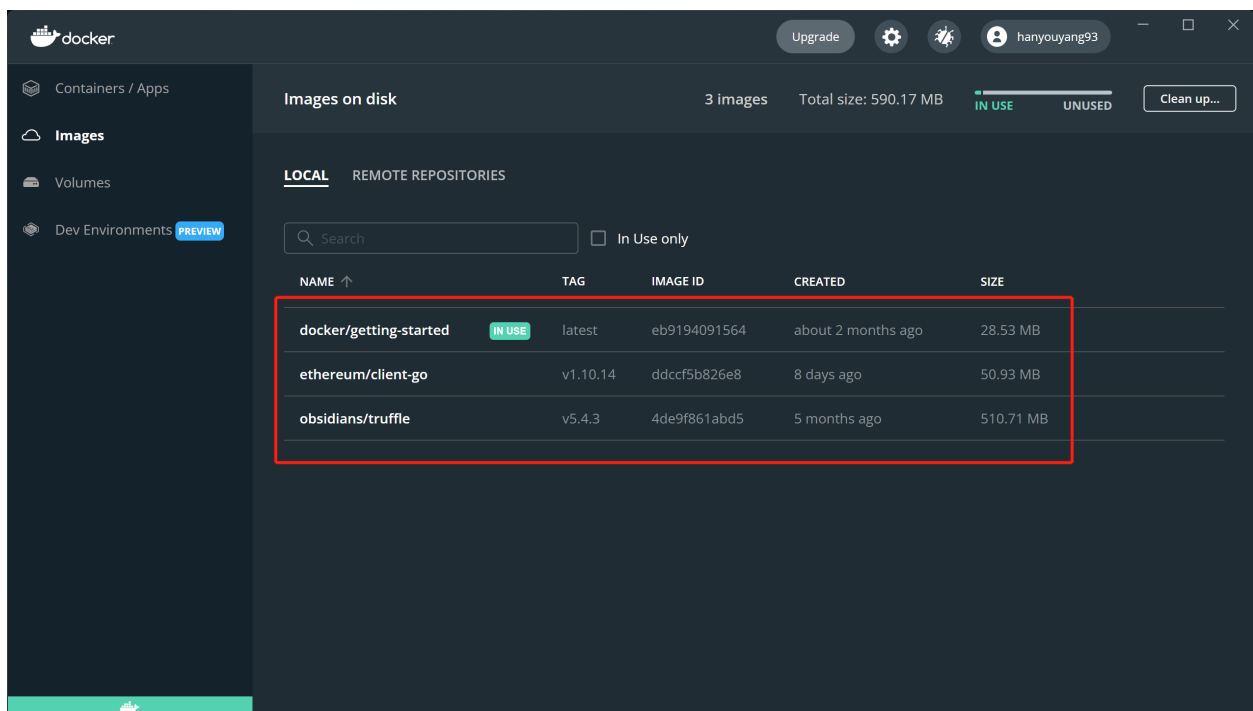 docker
Upgrade
hanyouyang93
Containers / Apps
Images
Volumes
Dev Environments PREVIEW
Images on disk 3 images Total size: 590.17 MB IN USE UNUSED Clean up...
LOCAL REMOTE REPOSITORIES
Search In Use only
NAME TAG IMAGE ID CREATED SIZE
docker/getting-started IN USE latest eb9194091564 about 2 months ago 28.53 MB
ethereum/client-go v1.10.14 ddccf5b826e8 8 days ago 50.93 MB
obsidians/truffle v5.4.3 4de9f861abd5 5 months ago 510.71 MB